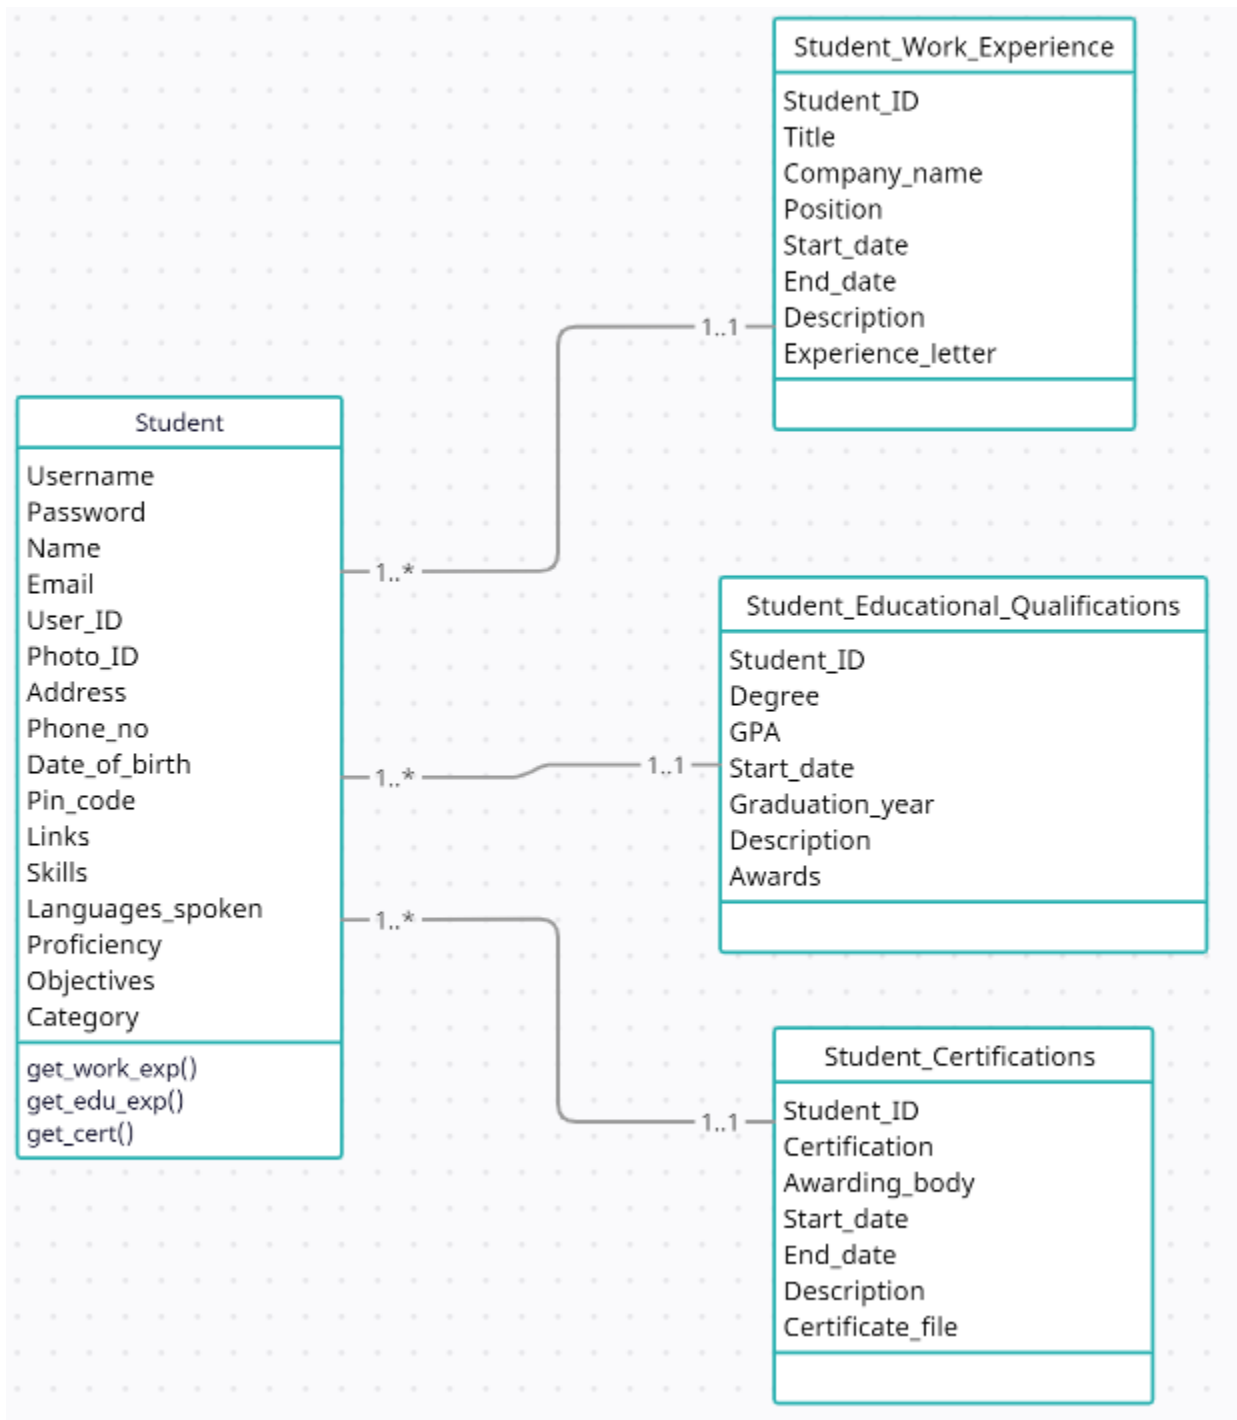 Student_Work_Experience
Student_ID
Title
Company_name
Position
Start_date
End_date
Description
Experience_letter
1..1
Student
Username
Password
Name
Email
User_ID
Photo_ID
Address
Phone_no
Date_of_birth
Pin_code
Links
Skills
Languages_spoken
Proficiency
Objectives
Category
get_work_exp()
get_edu_exp()
get_cert()
1..*
1..*
1..*
Student_Educational_Qualifications
Student_ID
Degree
GPA
Start_date
Graduation_year
Description
Awards
1..1
Student_Certifications
Student_ID
Certification
Awarding_body
Start_date
End_date
Description
Certificate_file
1..1